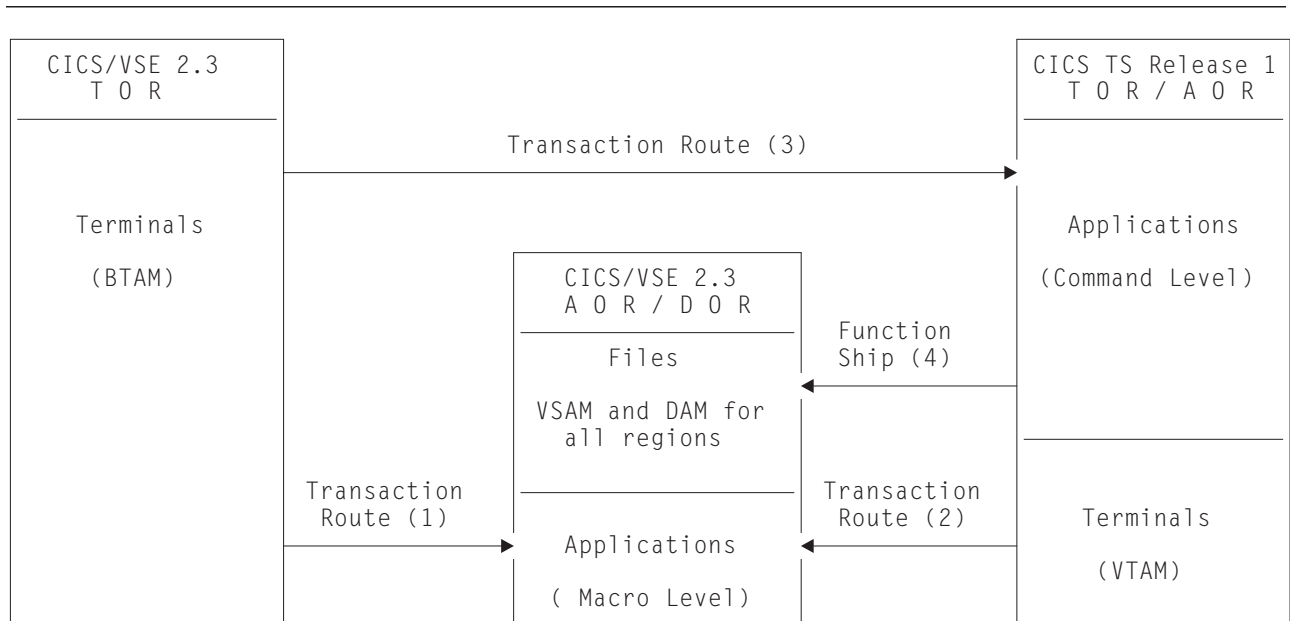 CICS/VSE 2.3
T O R
Terminals
(BTAM)
Transaction Route (3)
Transaction
Route (1)
CICS/VSE 2.3
A O R / D O R
Files
VSAM and DAM for
all regions
Applications
( Macro Level)
Function
Ship (4)
Transaction
Route (2)
CICS TS Release 1
T O R / A O R
Applications
(Command Level)
Terminals
(VTAM)